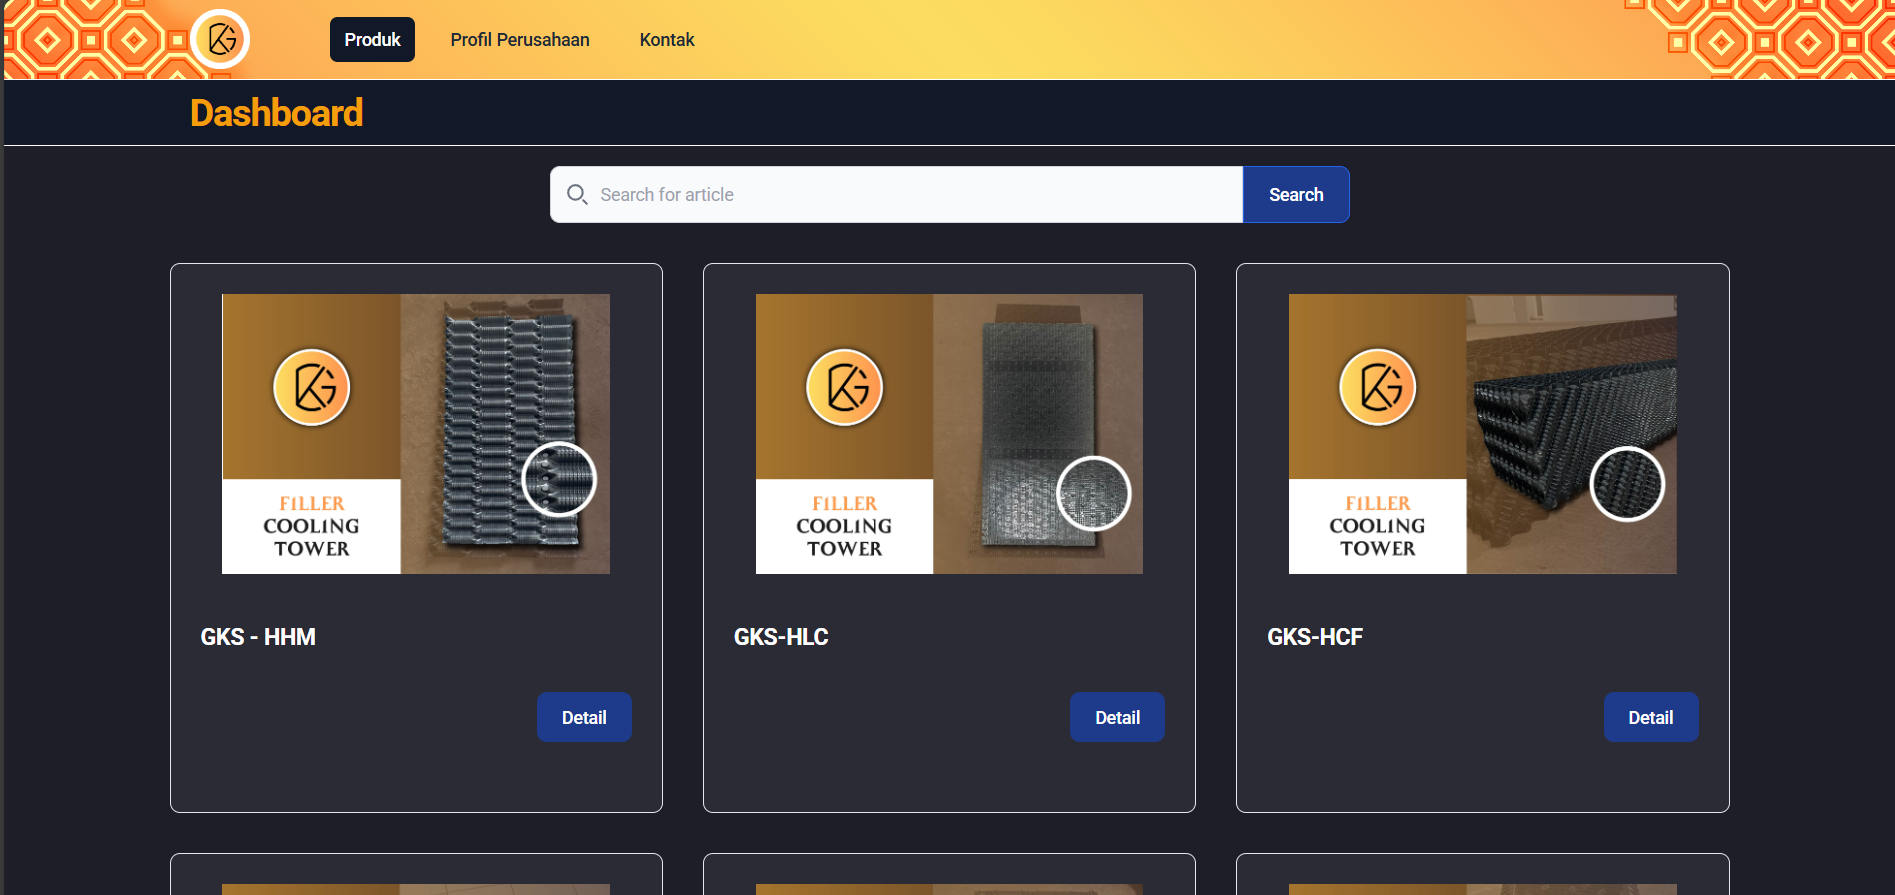 Produk Profil Perusahaan Kontak
Dashboard
Search for article Search
FILLER
COOLING
TOWER
FILLER
COOLING
TOWER
FILLER
COOLING
TOWER
GKS - HHM
GKS-HLC
GKS-HCF
Detail
Detail
Detail